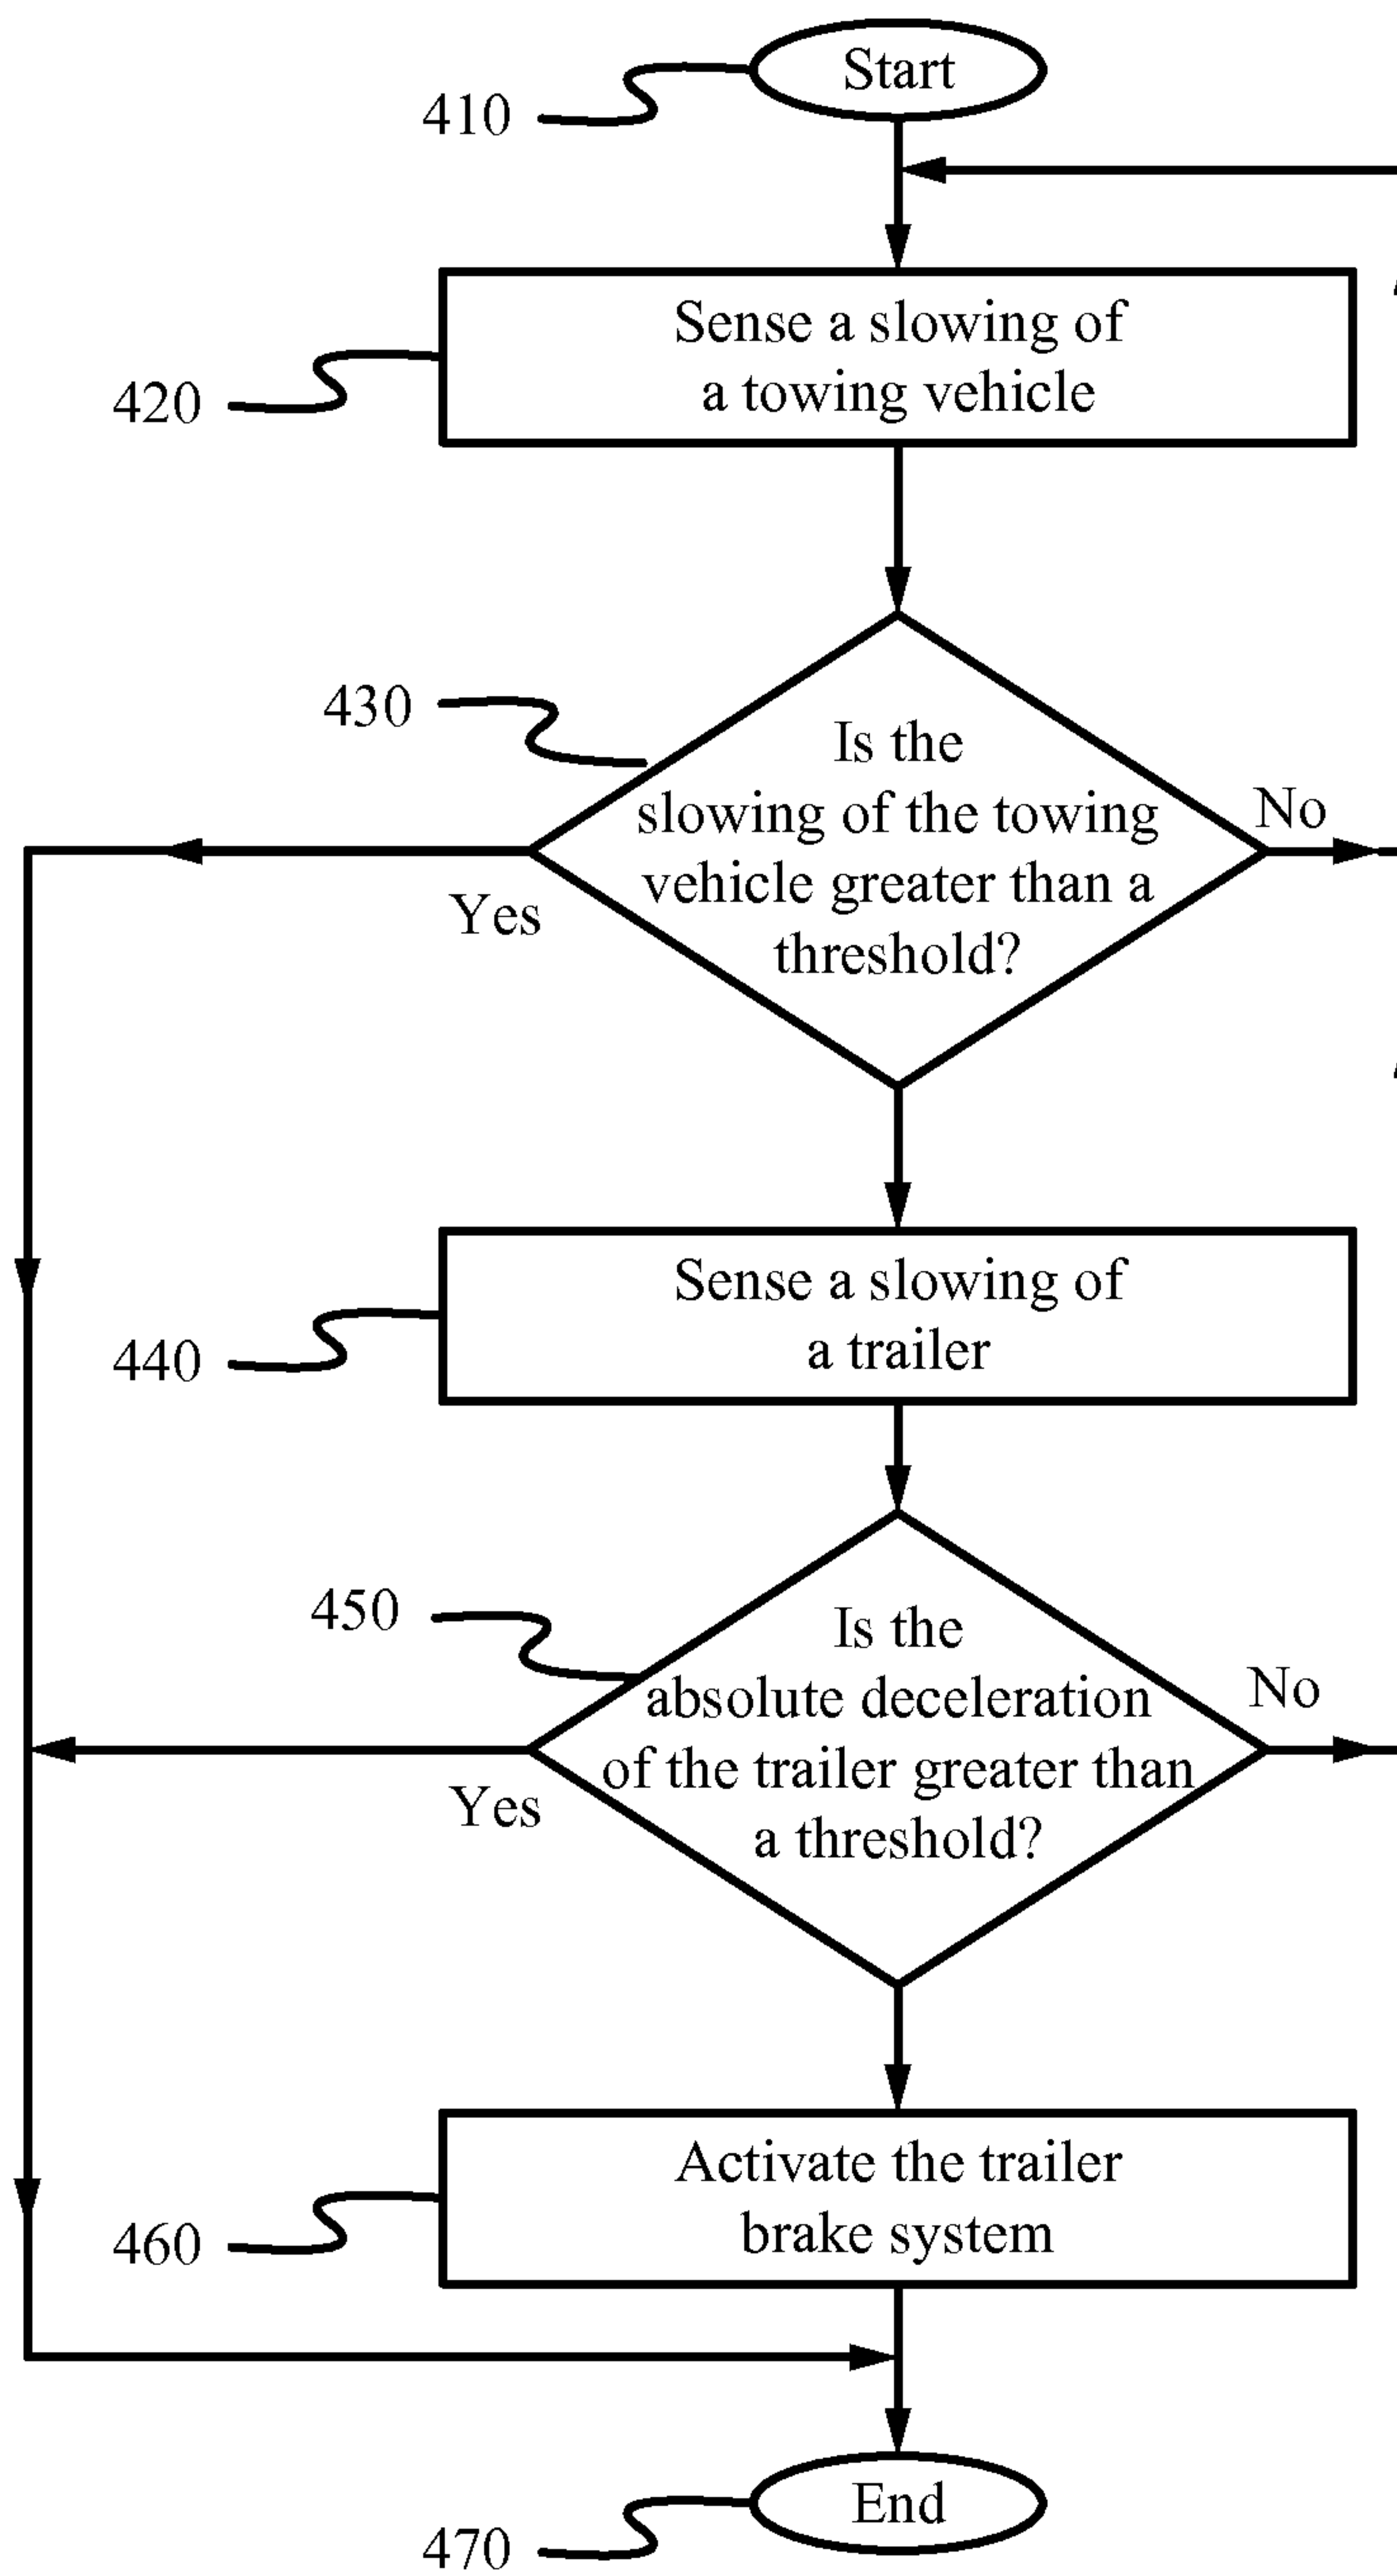 Start
410
Sense a slowing of
a towing vehicle
420
430
Is the
slowing of the towing
vehicle greater than a
threshold?
No
Yes
Sense a slowing of
a trailer
440
450
Is the
absolute deceleration
of the trailer greater than
a threshold?
No
Yes
Activate the trailer
brake system
460
End
470